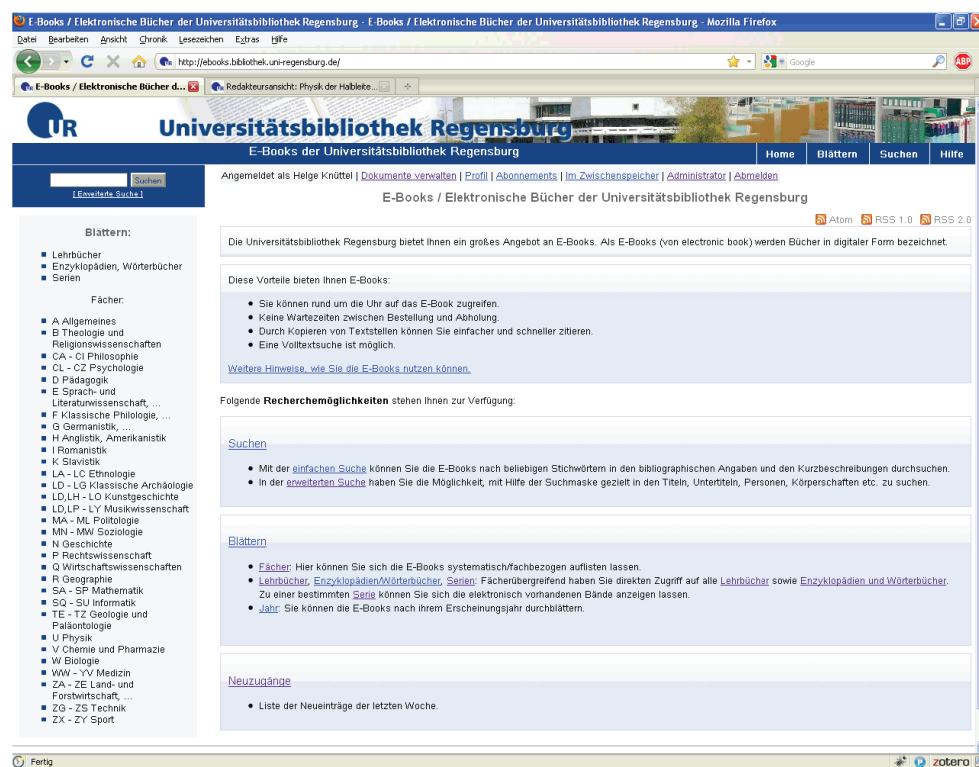 E-Books / Elektronische Bücher der Universitätsbibliothek Regensburg - E-Books / Elektronische Bücher der Universitätsbibliothek Regensburg - Mozilla Firefox
Datei Bearbeiten Ansicht Chronik Lesezeichen Extras Hilfe
http://ebooks.bibliothek.uni-regensburg.de/
Google
ABP
E-Books / Elektronische Bücher d...
Redakteursansicht: Physik der Halbleite...
UR
Universitätsbibliothek Regensburg
E-Books der Universitätsbibliothek Regensburg
Home Blättern Suchen Hilfe
Suchen
[ Erweiterte Suche ]
Angemeldet als Helge Knüttel | Dokumente verwalten | Profil | Abonnements | Im Zwischenspeicher | Administrator | Abmelden
E-Books / Elektronische Bücher der Universitätsbibliothek Regensburg
Atom RSS 1.0 RSS 2.0
Blättern:
Lehrbücher
Enzyklopädien, Wörterbücher
Serien
Fächer:
A Allgemeines
B Theologie und
Religionswissenschaften
CA - CI Philosophie
CL - CZ Psychologie
D Pädagogik
E Sprach- und
Literaturwissenschaft, ...
F Klassische Philologie, ...
G Germanistik, ...
H Anglistik, Amerikanistik
I Romanistik
K Slavistik
LA - LC Ethnologie
LD - LG Klassische Archäologie
LD,LH - LO Kunstgeschichte
LD,LP - LY Musikwissenschaft
MA - ML Politologie
MN - MW Soziologie
N Geschichte
P Rechtswissenschaft
Q Wirtschaftswissenschaften
R Geographie
SA - SP Mathematik
SQ - SU Informatik
TE - TZ Geologie und
Paläontologie
U Physik
V Chemie und Pharmazie
W Biologie
WW - YV Medizin
ZA - ZE Land- und
Forstwirtschaft, ...
ZG - ZS Technik
ZX - ZY Sport
Die Universitätsbibliothek Regensburg bietet Ihnen ein großes Angebot an E-Books. Als E-Books (von electronic book) werden Bücher in digitaler Form bezeichnet.
Diese Vorteile bieten Ihnen E-Books:
Sie können rund um die Uhr auf das E-Book zugreifen.
Keine Wartezeiten zwischen Bestellung und Abholung.
Durch Kopieren von Textstellen können Sie einfacher und schneller zitieren.
Eine Volltextsuche ist möglich.
Weitere Hinweise, wie Sie die E-Books nutzen können.
Folgende Recherchemöglichkeiten stehen Ihnen zur Verfügung:
Suchen
Mit der einfachen Suche können Sie die E-Books nach beliebigen Stichwörtern in den bibliographischen Angaben und den Kurzbeschreibungen durchsuchen.
In der erweiterten Suche haben Sie die Möglichkeit, mit Hilfe der Suchmaske gezielt in den Titeln, Untertiteln, Personen, Körperschaften etc. zu suchen.
Blättern
Fächer: Hier können Sie sich die E-Books systematisch/fachbezogen auflisten lassen.
Lehrbücher, Enzyklopädien/Wörterbücher, Serien: Fächerübergreifend haben Sie direkten Zugriff auf alle Lehrbücher sowie Enzyklopädien und Wörterbücher.
Zu einer bestimmten Serie können Sie sich die elektronisch vorhandenen Bände anzeigen lassen.
Jahr: Sie können die E-Books nach ihrem Erscheinungsjahr durchblättern.
Neuzugänge
Liste der Neueinträge der letzten Woche.
Fertig
zotero